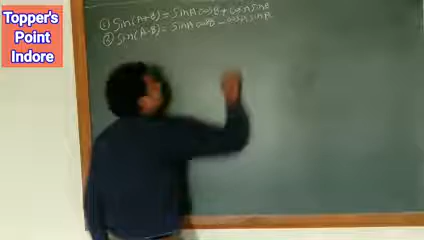 Topper's
Point
Indore
(1) Sin(A+B) = SinA cosB + cosA sinB
(2) Sin(A-B) = SinA cosB - cosA sinB